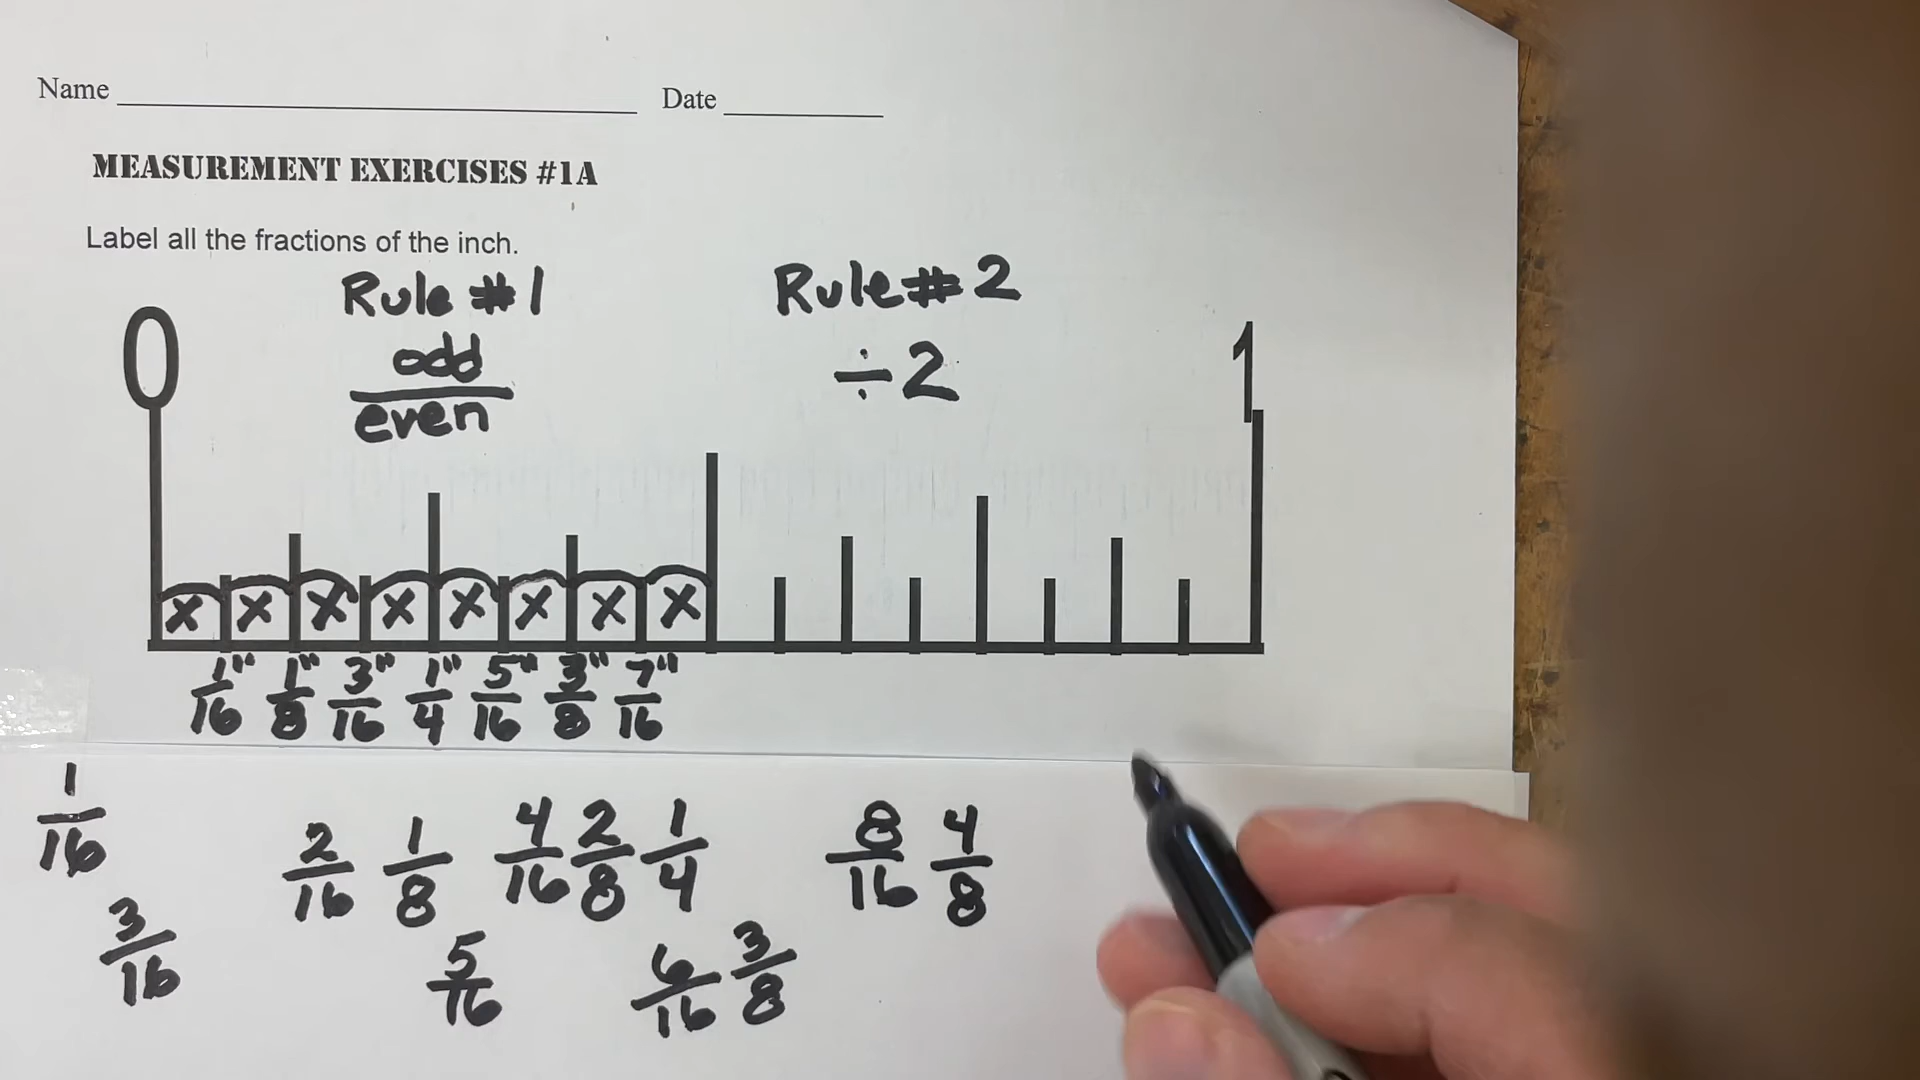 Name ____________ Date ______
MEASUREMENT EXERCISES #1A
Label all the fractions of the inch.
Rule #1 Rule #2
odd
even
÷2
0 1
x x x x x x x x
1/16" 1/8" 3/16" 1/4" 5/16" 3/8" 7/16"
1/16 2/16 1/8 4/16 2/8 1/4 8/16 4/8
3/16 5/16 6/16 3/8